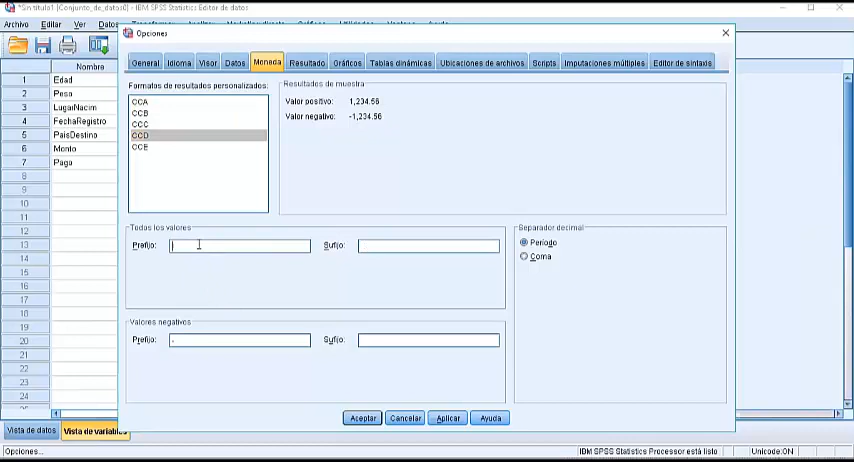 *Sin título1 [Conjunto_de_datos0] - IBM SPSS Statistics Editor de datos
Archivo Editar Ver Datos
Opciones
General Idioma Visor Datos Moneda Resultado Gráficos Tablas dinámicas Ubicaciones de archivos Scripts Imputaciones múltiples Editor de sintaxis
Nombre
1 Edad
2 Peso
3 LugarNacim
4 FechaRegistro
5 PaisDestino
6 Monto
7 Pago
8
9
10
11
12
13
14
15
16
17
18
19
20
21
22
23
24
Formatos de resultados personalizados:
CCA
CCB
CCC
CCD
CCE
Resultados de muestra
Valor positivo: 1,234.56
Valor negativo: -1,234.56
Todos los valores
Prefijo: Sufijo:
Separador decimal
Período
Coma
Valores negativos
Prefijo: - Sufijo:
Aceptar Cancelar Aplicar Ayuda
Vista de datos Vista de variables
Opciones... IBM SPSS Statistics Processor está listo Unicode:ON